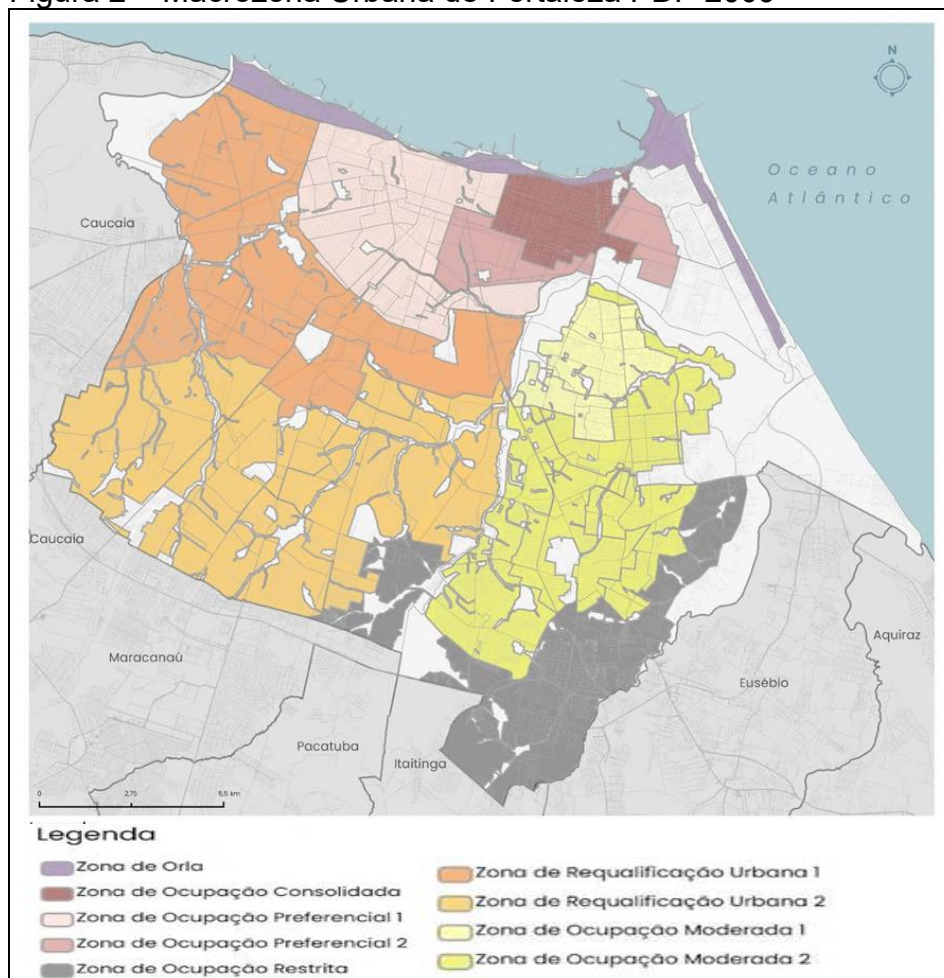 Figura 2 – Macrozona Urbana de Fortaleza PDP 2009
N
Oceano
Atlântico
Caucaia
Caucaia
Maracanaú
Aquiraz
Eusébio
Pacatuba
Itaitinga
0 2,75 5,5 km
Legenda
Zona de Orla
Zona de Ocupação Consolidada
Zona de Ocupação Preferencial 1
Zona de Ocupação Preferencial 2
Zona de Ocupação Restrita
Zona de Requalificação Urbana 1
Zona de Requalificação Urbana 2
Zona de Ocupação Moderada 1
Zona de Ocupação Moderada 2